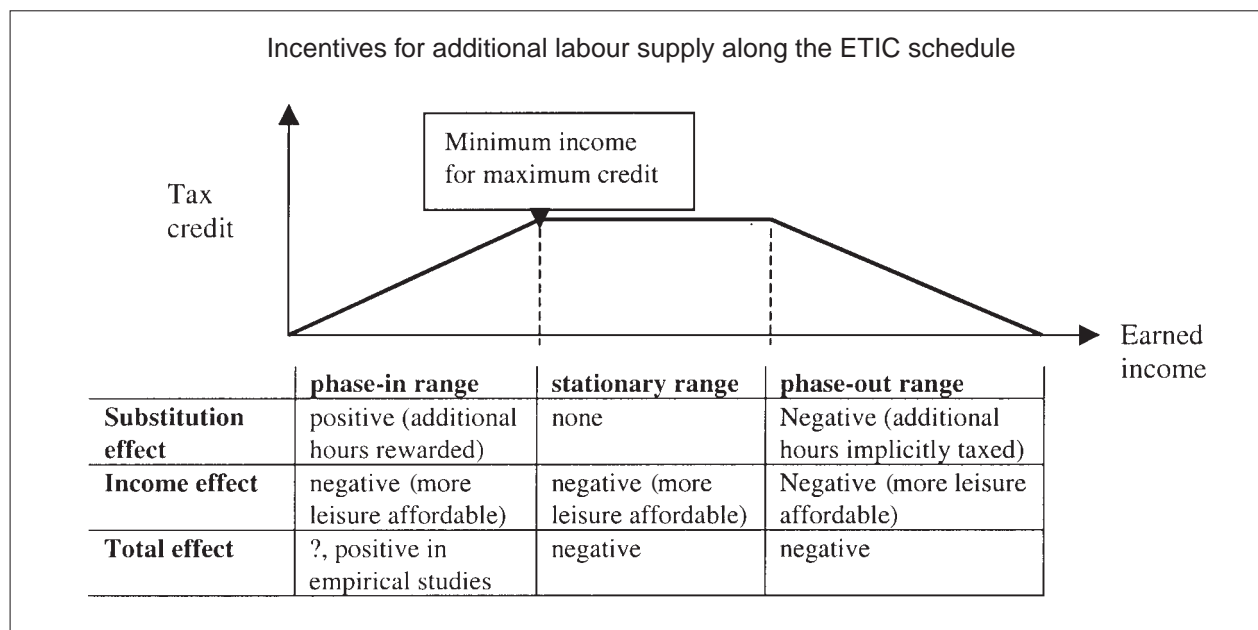 Incentives for additional labour supply along the ETIC schedule
Minimum income
for maximum credit
Tax
credit
Earned
income
phase-in range stationary range phase-out range
Substitution positive (additional none Negative (additional
effect hours rewarded) hours implicitly taxed)
Income effect negative (more negative (more Negative (more leisure
leisure affordable) leisure affordable) affordable)
Total effect ?, positive in negative negative
empirical studies